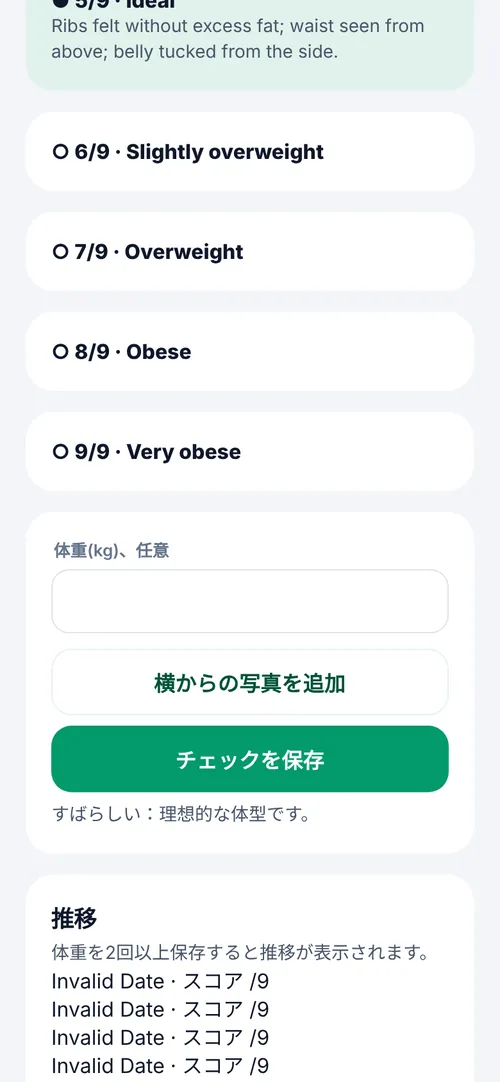 5/9 · Ideal
Ribs felt without excess fat; waist seen from
above; belly tucked from the side.
6/9 · Slightly overweight
7/9 · Overweight
8/9 · Obese
9/9 · Very obese
体重(kg)、任意
横からの写真を追加
チェックを保存
すばらしい：理想的な体型です。
推移
体重を2回以上保存すると推移が表示されます。
Invalid Date · スコア /9
Invalid Date · スコア /9
Invalid Date · スコア /9
Invalid Date · スコア /9